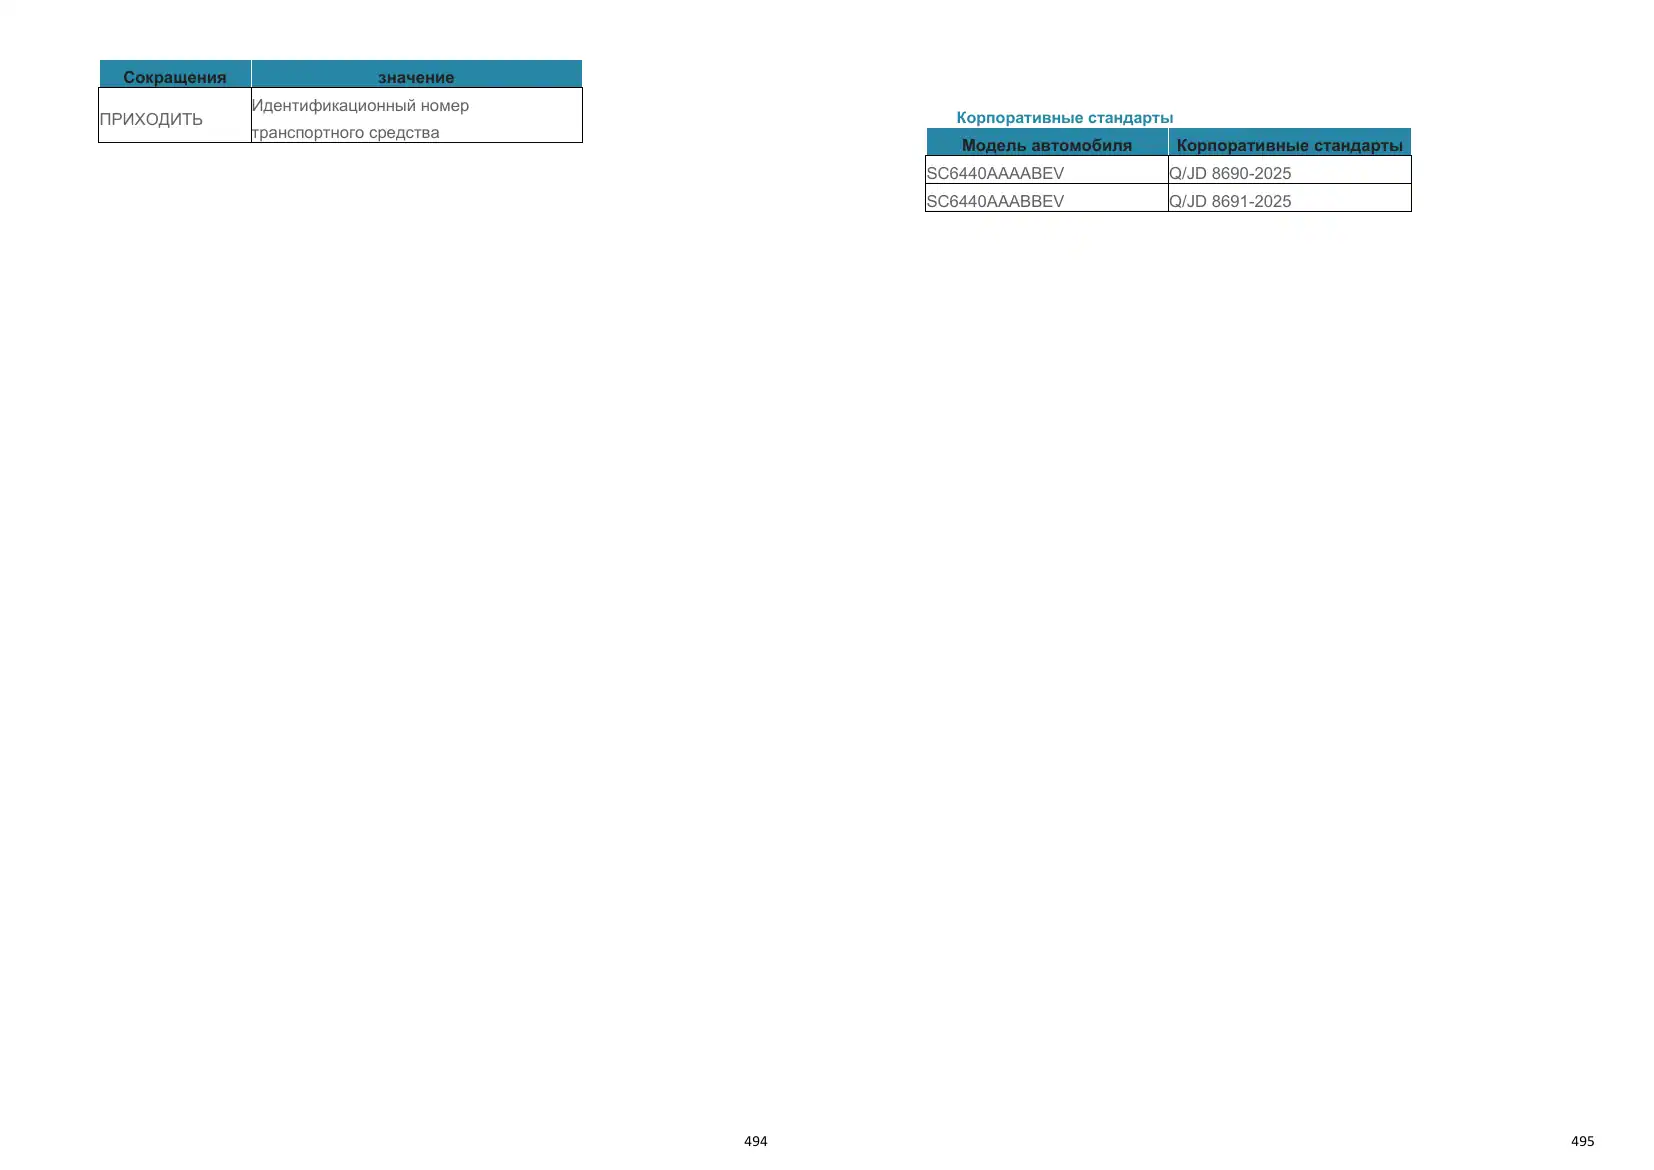 Сокращения значение
ПРИХОДИТЬ Идентификационный номер
транспортного средства
494
Корпоративные стандарты
Модель автомобиля Корпоративные стандарты
SC6440AAAABEV Q/JD 8690-2025
SC6440AAABBEV Q/JD 8691-2025
495